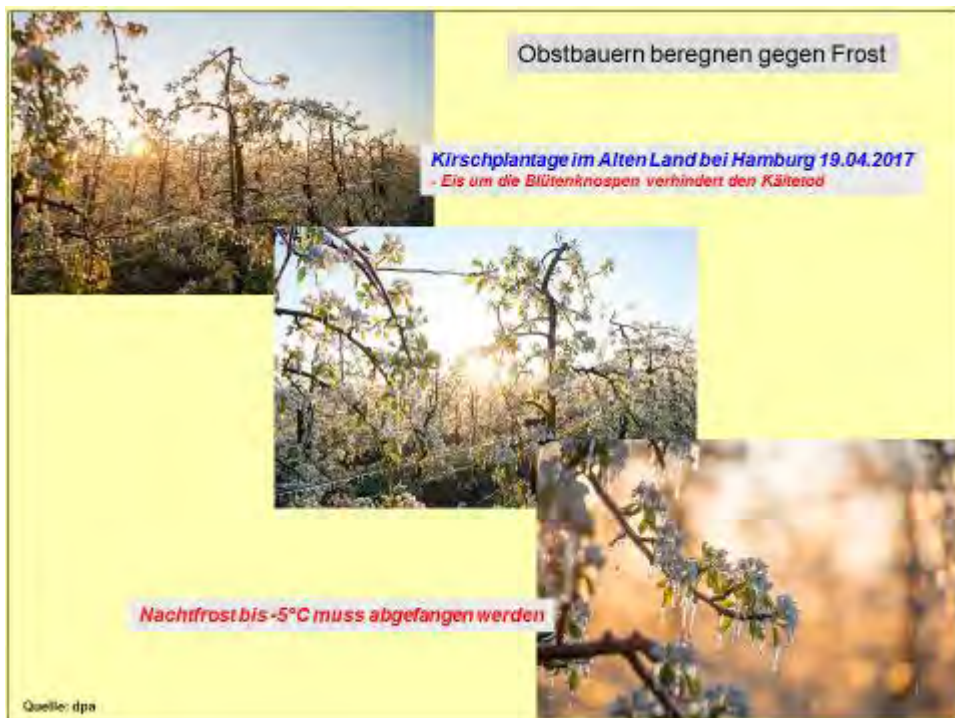 Obstbauern beregnen gegen Frost
Kirschplantage im Alten Land bei Hamburg 19.04.2017
- Eis um die Blütenknospen verhindert den Kältetod
Nachtfrost bis -5°C muss abgefangen werden
Quelle: dpa